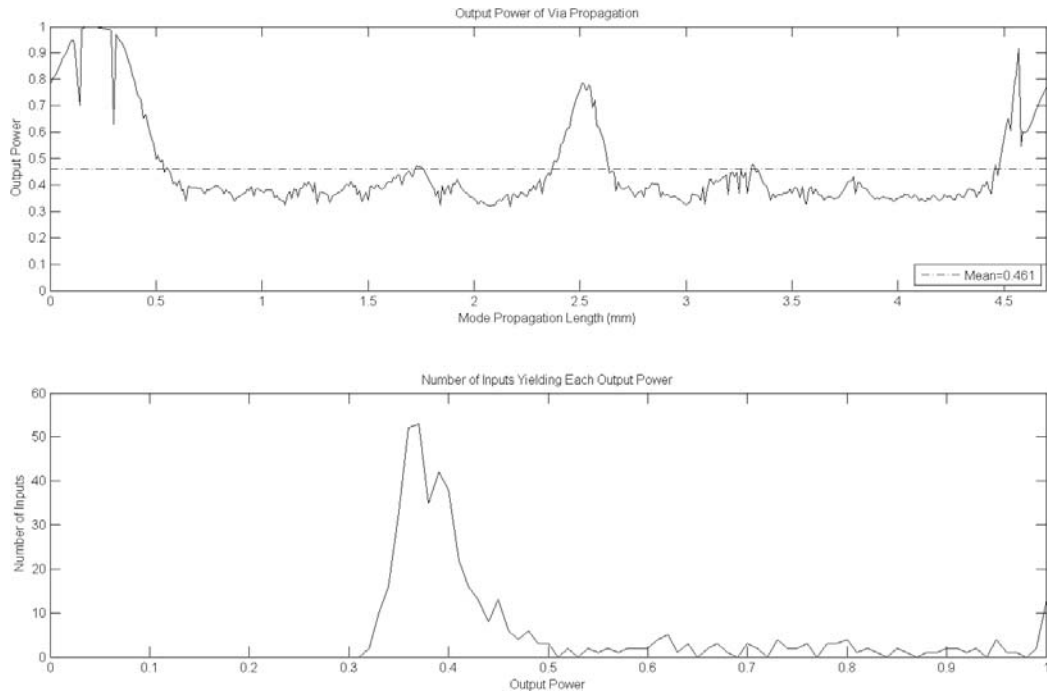 Output Power of Via Propagation
Output Power
1
0.9
0.8
0.7
0.6
0.5
0.4
0.3
0.2
0.1
0
Mean=0.461
0 0.5 1 1.5 2 2.5 3 3.5 4 4.5
Mode Propagation Length (mm)
Number of Inputs Yielding Each Output Power
Number of Inputs
60
50
40
30
20
10
0
0 0.1 0.2 0.3 0.4 0.5 0.6 0.7 0.8 0.9 1
Output Power